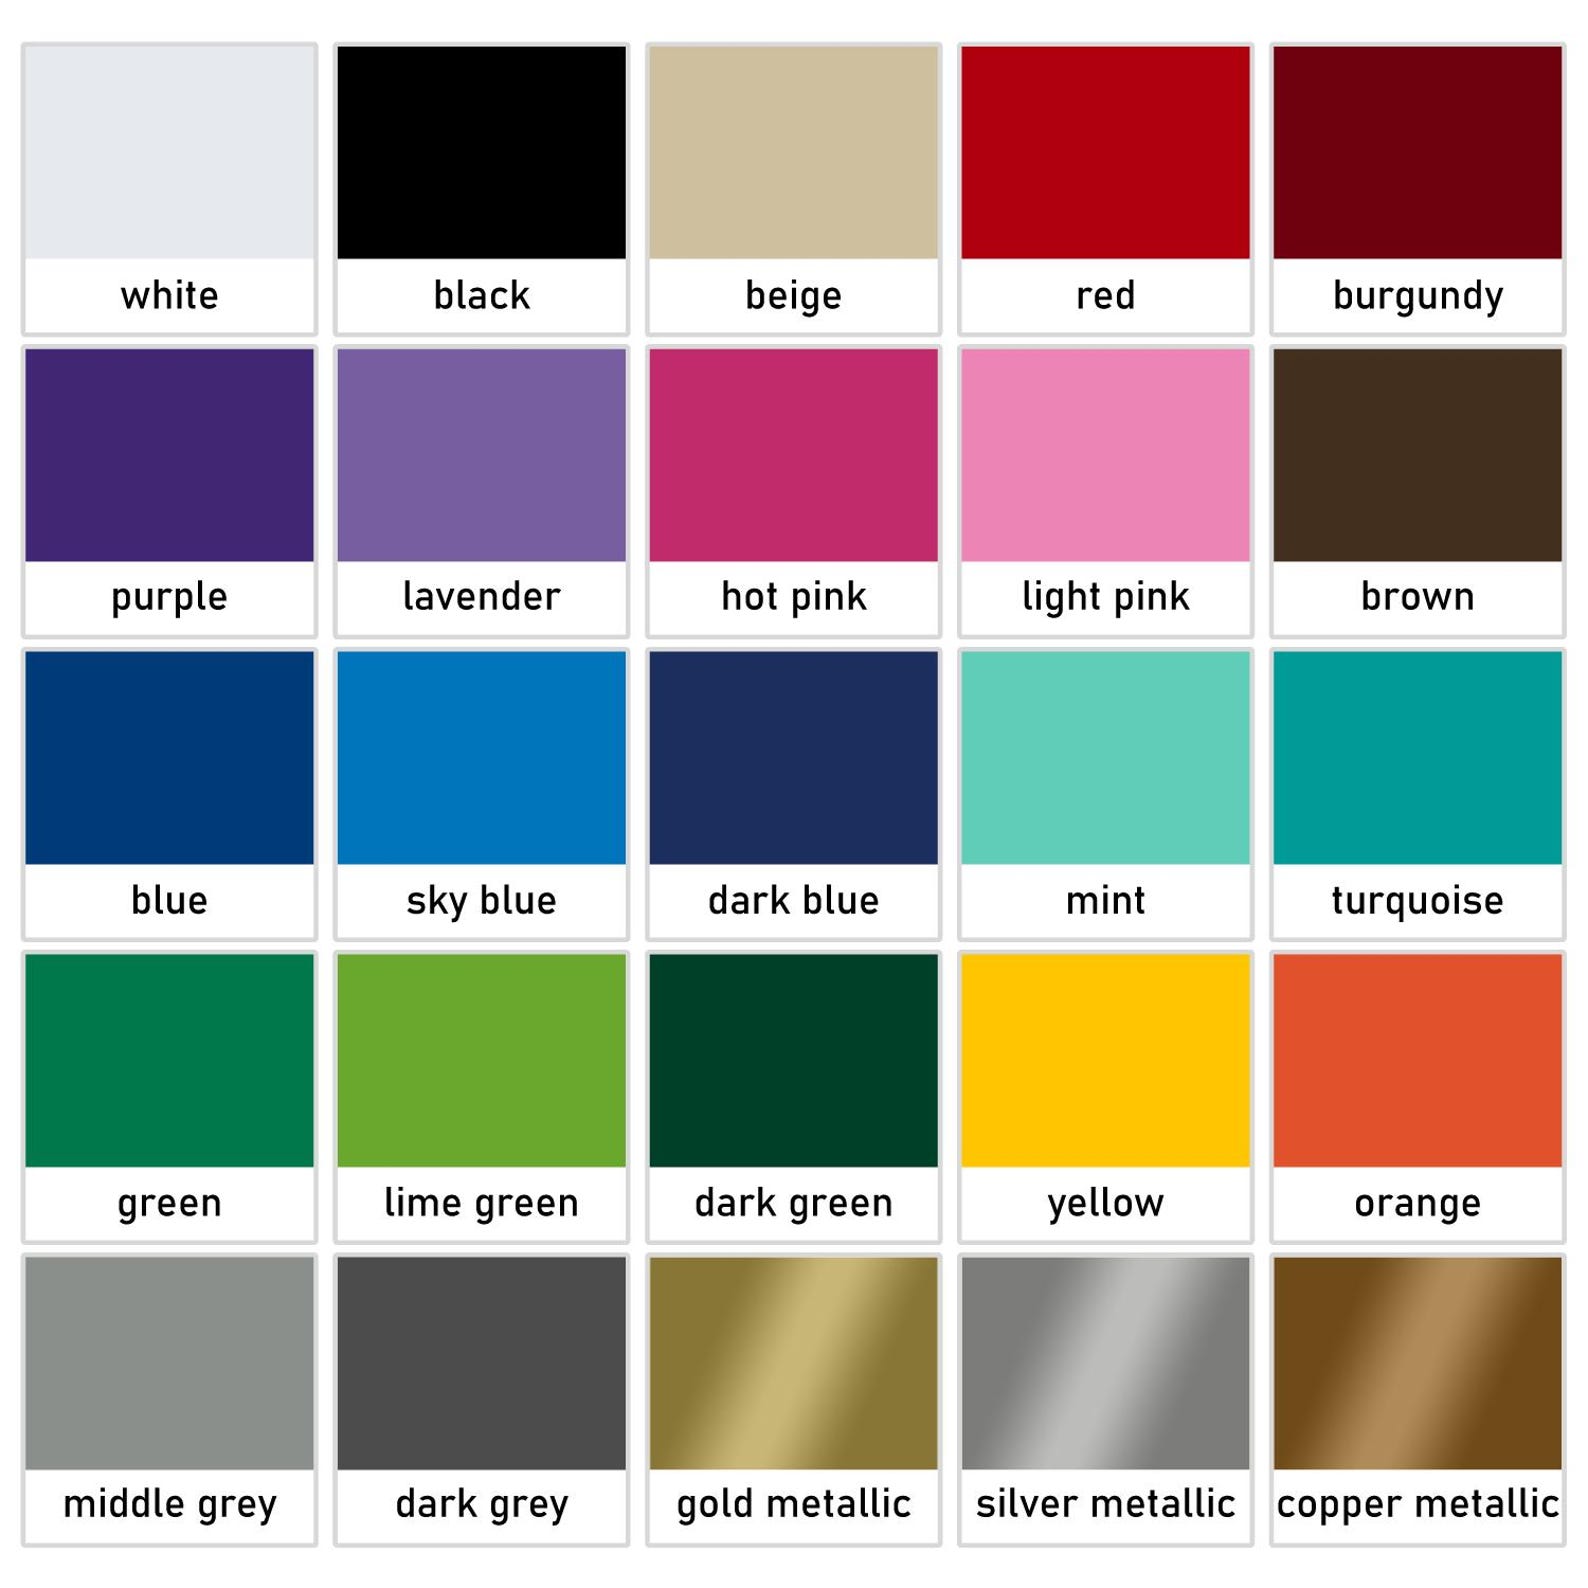 white
black
beige
red
burgundy
purple
lavender
hot pink
light pink
brown
blue
sky blue
dark blue
mint
turquoise
green
lime green
dark green
yellow
orange
middle grey
dark grey
gold metallic
silver metallic
copper metallic